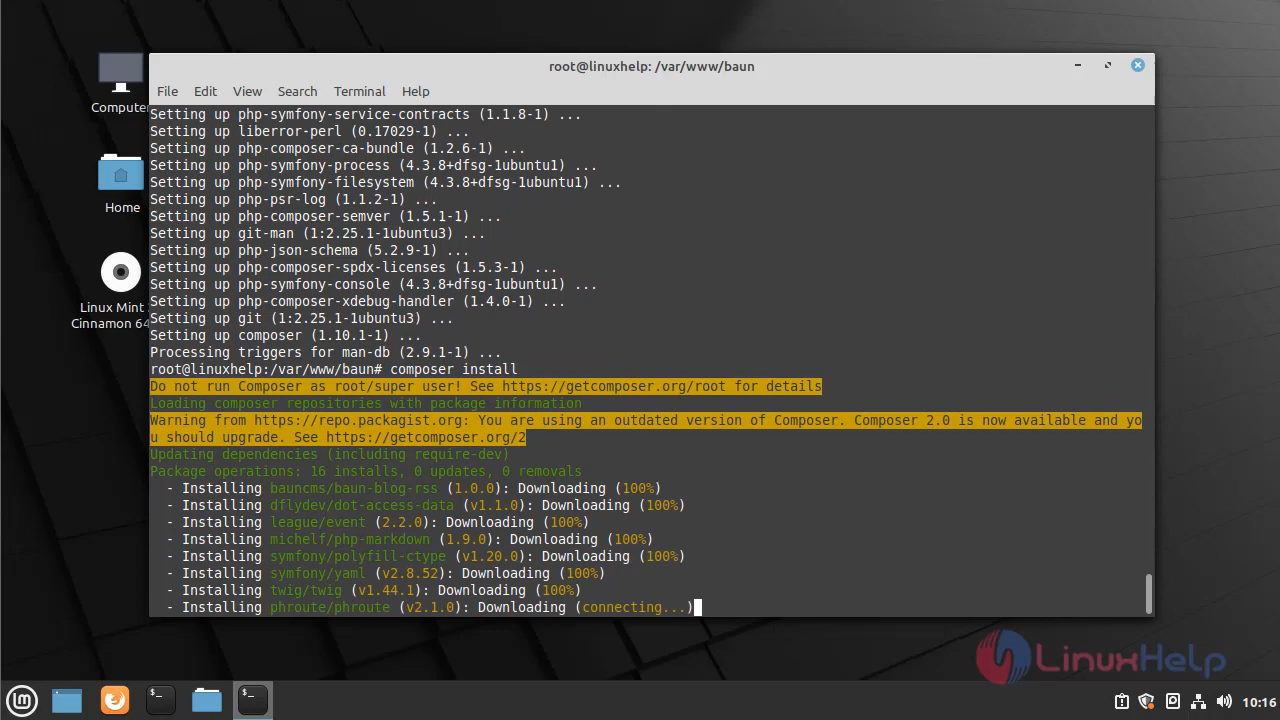 root@linuxhelp: /var/www/baun
File Edit View Search Terminal Help
Computer
Home
Linux Mint
Cinnamon 64
Setting up php-symfony-service-contracts (1.1.8-1) ...
Setting up liberror-perl (0.17029-1) ...
Setting up php-composer-ca-bundle (1.2.6-1) ...
Setting up php-symfony-process (4.3.8+dfsg-1ubuntu1) ...
Setting up php-symfony-filesystem (4.3.8+dfsg-1ubuntu1) ...
Setting up php-psr-log (1.1.2-1) ...
Setting up php-composer-semver (1.5.1-1) ...
Setting up git-man (1:2.25.1-1ubuntu3) ...
Setting up php-json-schema (5.2.9-1) ...
Setting up php-composer-spdx-licenses (1.5.3-1) ...
Setting up php-symfony-console (4.3.8+dfsg-1ubuntu1) ...
Setting up php-composer-xdebug-handler (1.4.0-1) ...
Setting up git (1:2.25.1-1ubuntu3) ...
Setting up composer (1.10.1-1) ...
Processing triggers for man-db (2.9.1-1) ...
root@linuxhelp:/var/www/baun# composer install
Do not run Composer as root/super user! See https://getcomposer.org/root for details
Loading composer repositories with package information
Warning from https://repo.packagist.org: You are using an outdated version of Composer. Composer 2.0 is now available and yo
u should upgrade. See https://getcomposer.org/2
Updating dependencies (including require-dev)
Package operations: 16 installs, 0 updates, 0 removals
- Installing bauncms/baun-blog-rss (1.0.0): Downloading (100%)
- Installing dflydev/dot-access-data (v1.1.0): Downloading (100%)
- Installing league/event (2.2.0): Downloading (100%)
- Installing michelf/php-markdown (1.9.0): Downloading (100%)
- Installing symfony/polyfill-ctype (v1.20.0): Downloading (100%)
- Installing symfony/yaml (v2.8.52): Downloading (100%)
- Installing twig/twig (v1.44.1): Downloading (100%)
- Installing phroute/phroute (v2.1.0): Downloading (connecting...)
LinuxHelp
10:16